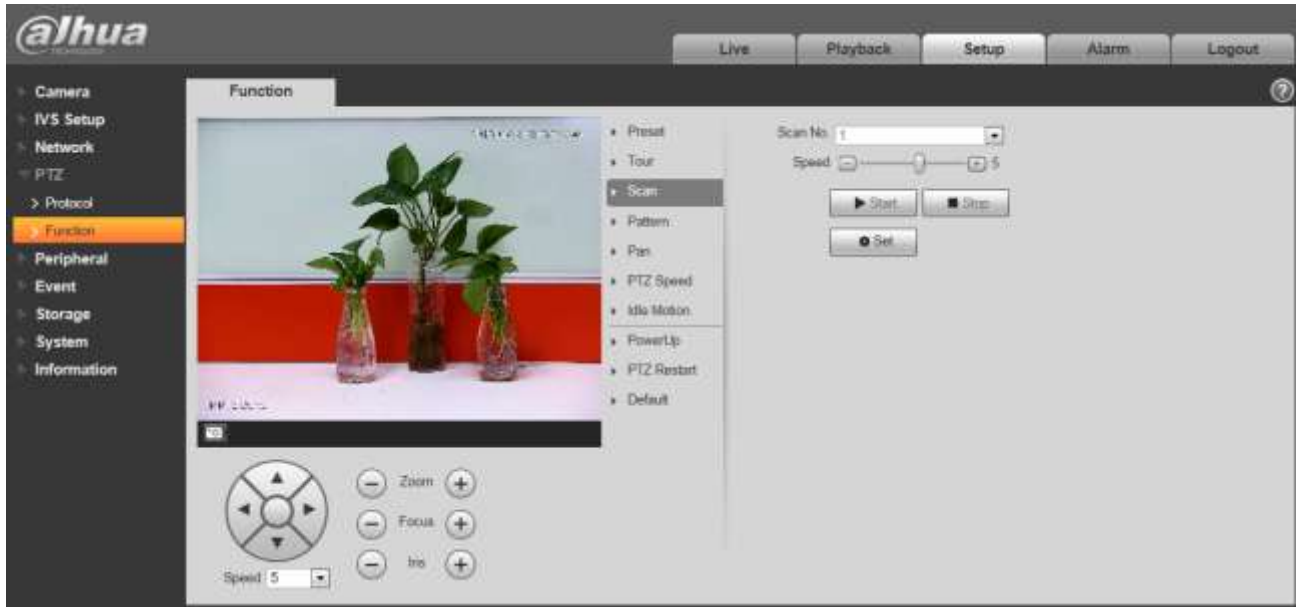 alhua
TECHNOLOGY
Live
Playback
Setup
Alarm
Logout
Camera
IVS Setup
Network
PTZ
Protocol
Function
Peripheral
Event
Storage
System
Information
Function
Preset
Tour
Scan
Pattern
Pan
PTZ Speed
Idle Motion
PowerUp
PTZ Restart
Default
Scan No. 1
Speed 5
Start
Stop
Set
Zoom
Focus
Iris
Speed 5